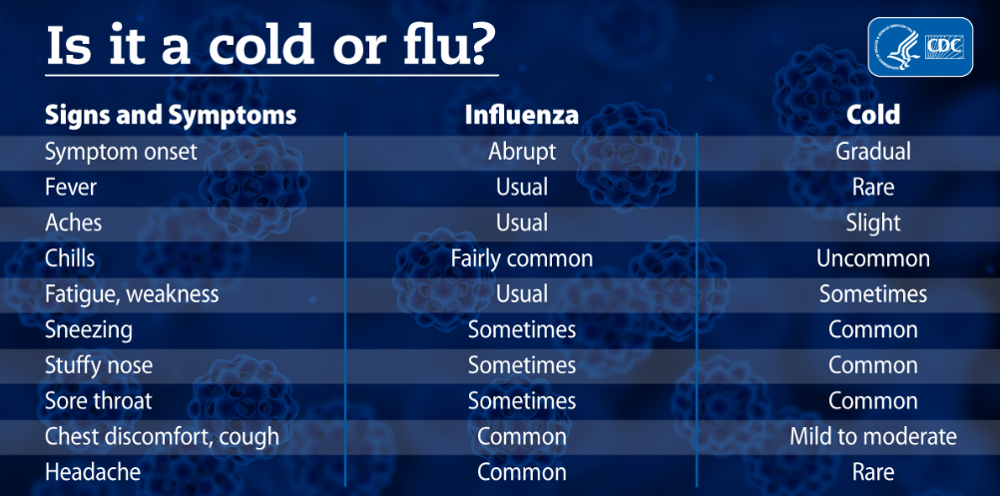 Is it a cold or flu?
CDC
Signs and Symptoms Influenza Cold
Symptom onset Abrupt Gradual
Fever Usual Rare
Aches Usual Slight
Chills Fairly common Uncommon
Fatigue, weakness Usual Sometimes
Sneezing Sometimes Common
Stuffy nose Sometimes Common
Sore throat Sometimes Common
Chest discomfort, cough Common Mild to moderate
Headache Common Rare